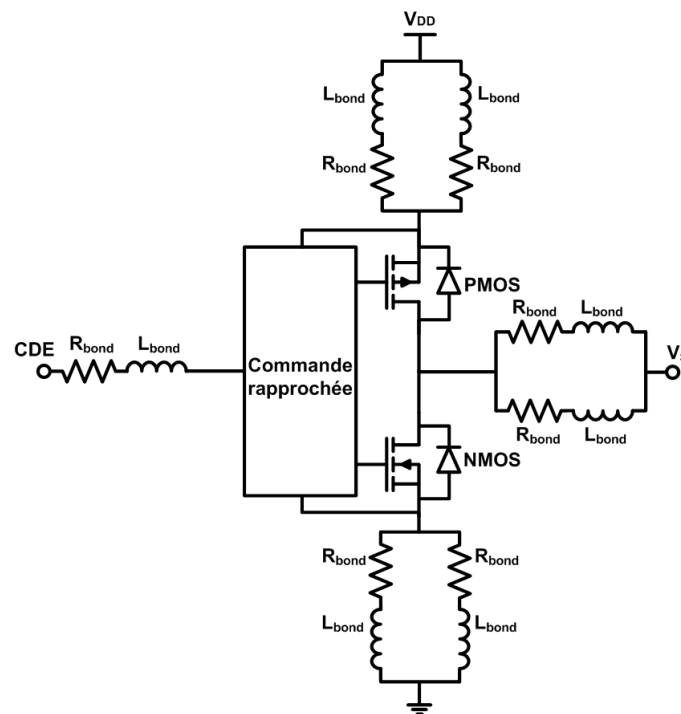 VDD
Lbond Lbond
Rbond Rbond
PMOS
Rbond Lbond
CDE Rbond Lbond
Commande
rapprochée
Rbond Lbond
NMOS
Rbond Rbond
Lbond Lbond